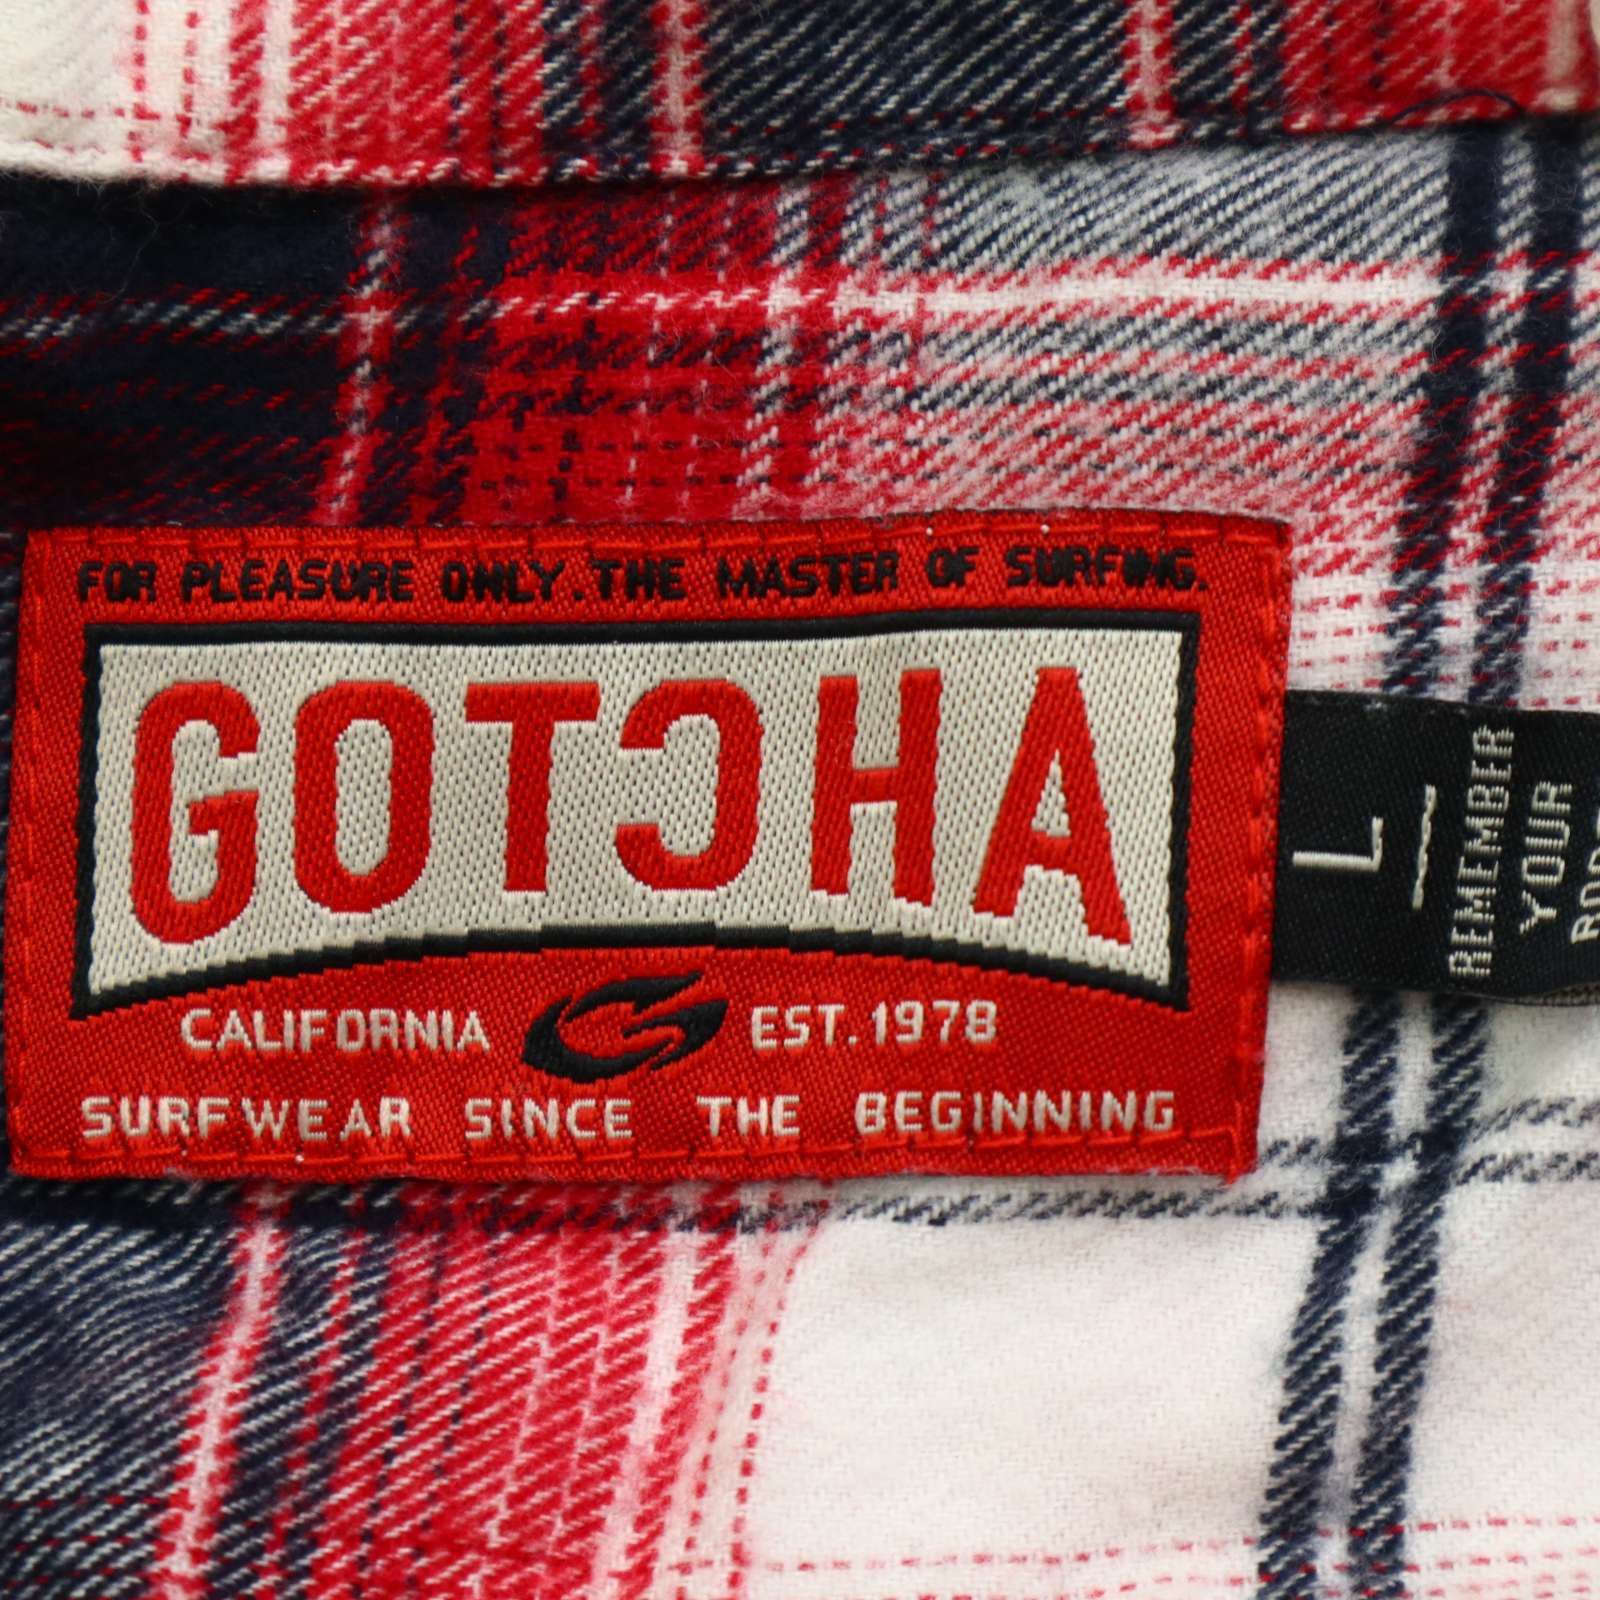 FOR PLEASURE ONLY. THE MASTER OF SURFING.
GOTCHA
CALIFORNIA EST. 1978
SURFWEAR SINCE THE BEGINNING
L
REMEMBER
YOUR